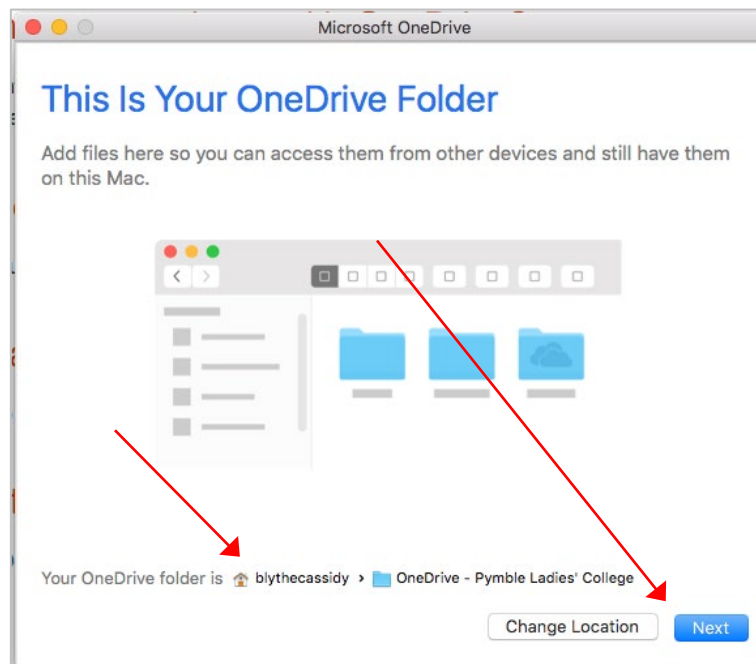 Microsoft OneDrive
This Is Your OneDrive Folder
Add files here so you can access them from other devices and still have them
on this Mac.
Your OneDrive folder is blythecassidy › OneDrive - Pymble Ladies' College
Change Location Next